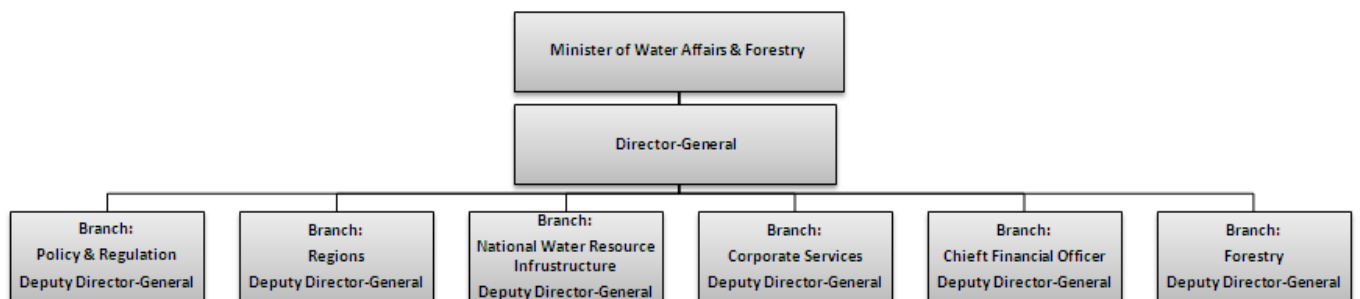 Minister of Water Affairs & Forestry
Director-General
Branch:
Policy & Regulation
Deputy Director-General
Branch:
Regions
Deputy Director-General
Branch:
National Water Resource
Infrustructure
Deputy Director-General
Branch:
Corporate Services
Deputy Director-General
Branch:
Chieft Financial Officer
Deputy Director-General
Branch:
Forestry
Deputy Director-General